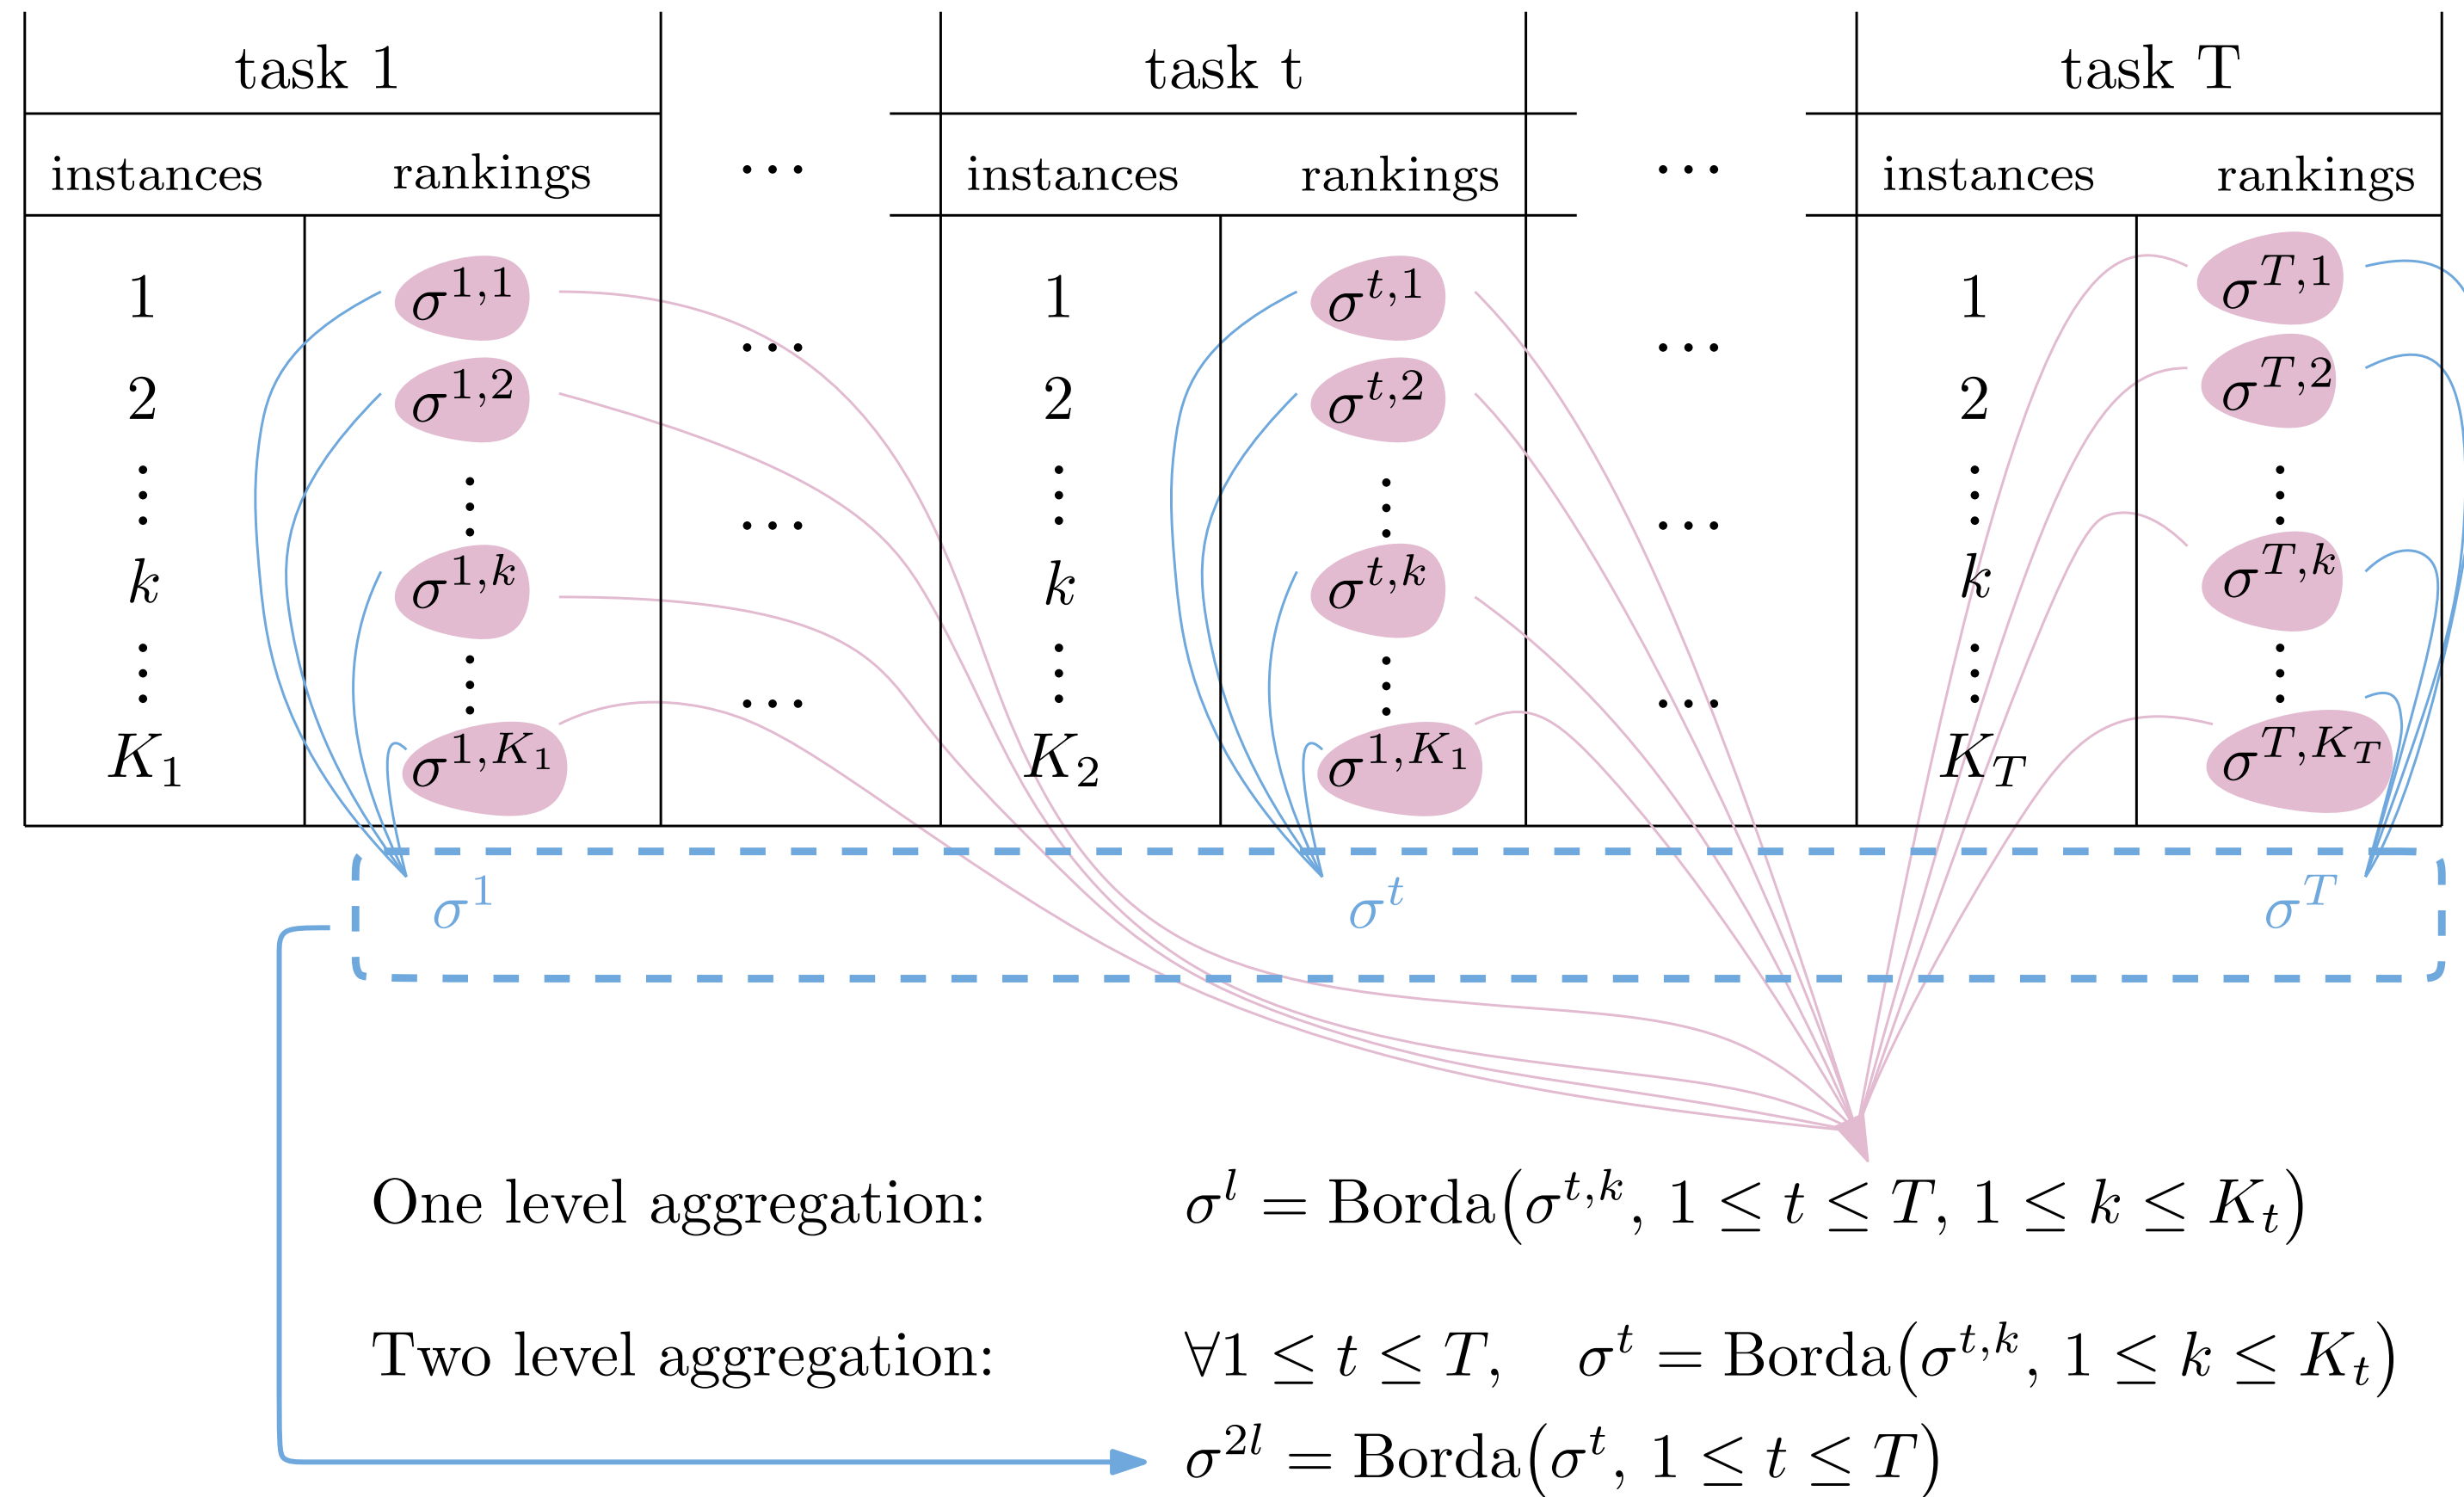 task 1 ⋯ task t ⋯ task T
instances rankings ⋯ instances rankings ⋯ instances rankings
1 σ^{1,1} 1 σ^{t,1} 1 σ^{T,1}
⋯ ⋯
2 σ^{1,2} 2 σ^{t,2} 2 σ^{T,2}
⋮ ⋮ ⋯ ⋮ ⋮ ⋯ ⋮ ⋮
k σ^{1,k} k σ^{t,k} k σ^{T,k}
⋮ ⋮ ⋯ ⋮ ⋮ ⋯ ⋮ ⋮
K_1 σ^{1,K_1} K_2 σ^{1,K_1} K_T σ^{T,K_T}
σ^1 σ^t σ^T
One level aggregation: σ^l = Borda(σ^{t,k}, 1 ≤ t ≤ T, 1 ≤ k ≤ K_t)
Two level aggregation: ∀1 ≤ t ≤ T, σ^t = Borda(σ^{t,k}, 1 ≤ k ≤ K_t)
σ^{2l} = Borda(σ^t, 1 ≤ t ≤ T)